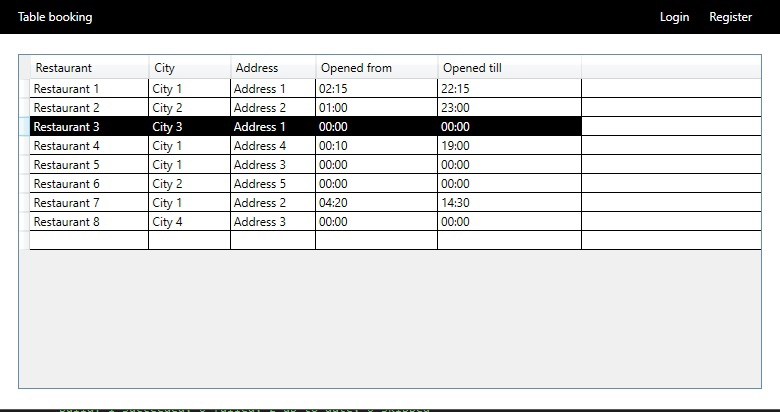 Table booking Login Register
Restaurant City Address Opened from Opened till
Restaurant 1 City 1 Address 1 02:15 22:15
Restaurant 2 City 2 Address 2 01:00 23:00
Restaurant 3 City 3 Address 1 00:00 00:00
Restaurant 4 City 1 Address 4 00:10 19:00
Restaurant 5 City 1 Address 3 00:00 00:00
Restaurant 6 City 2 Address 5 00:00 00:00
Restaurant 7 City 1 Address 2 04:20 14:30
Restaurant 8 City 4 Address 3 00:00 00:00